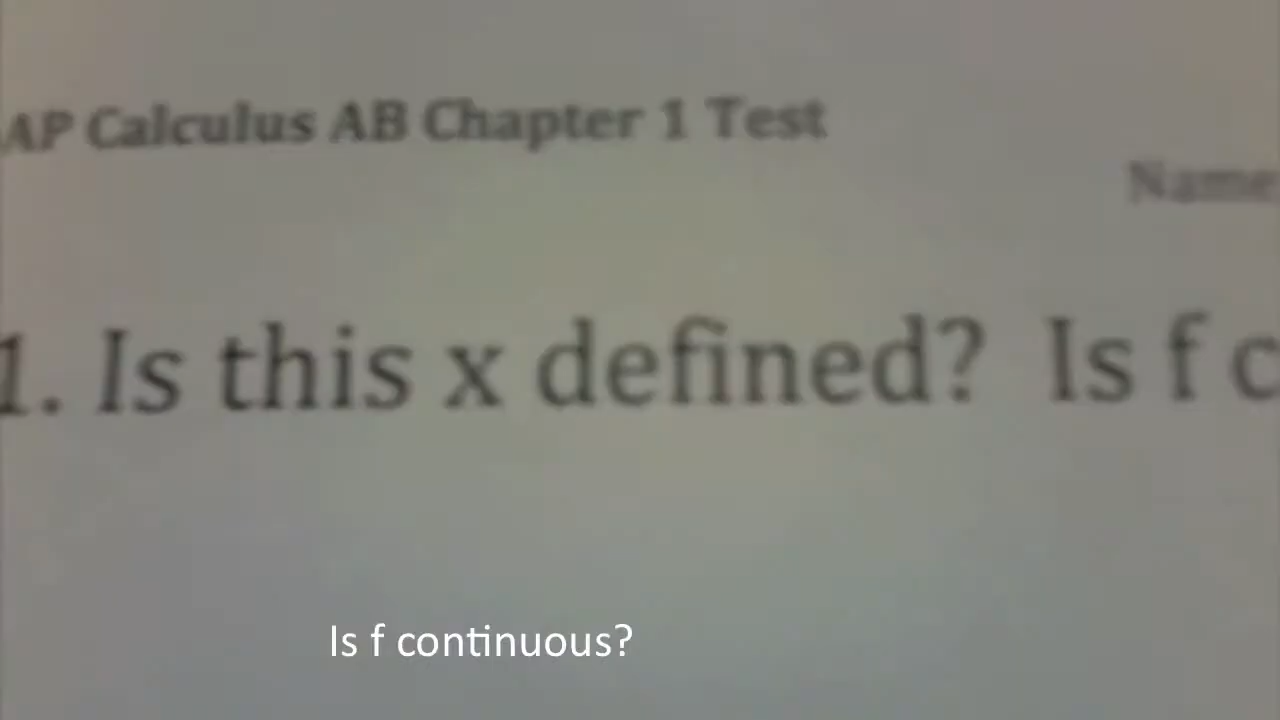 AP Calculus AB Chapter 1 Test
Name
1. Is this x defined? Is f c
Is f continuous?